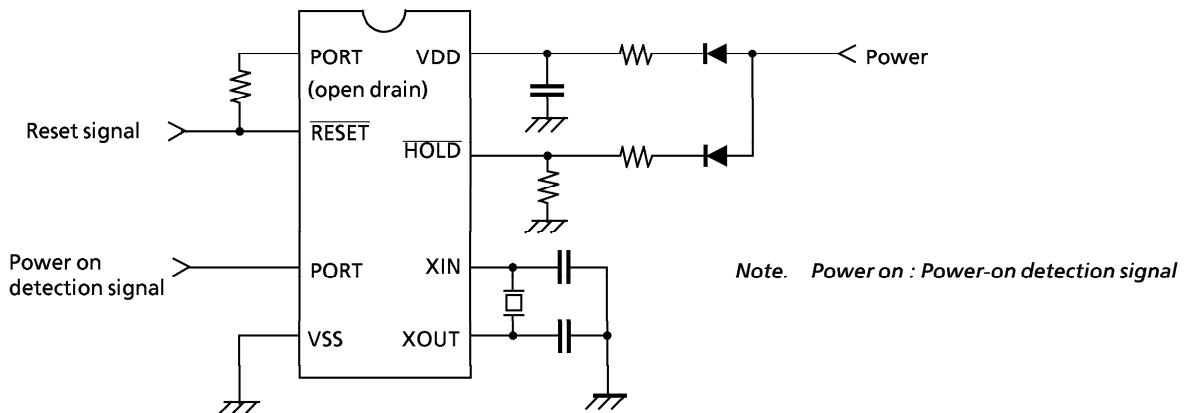 PORT
VDD
Power
(open drain)
Reset signal
RESET
HOLD
Power on
detection signal
PORT
XIN
Note. Power on : Power-on detection signal
VSS
XOUT